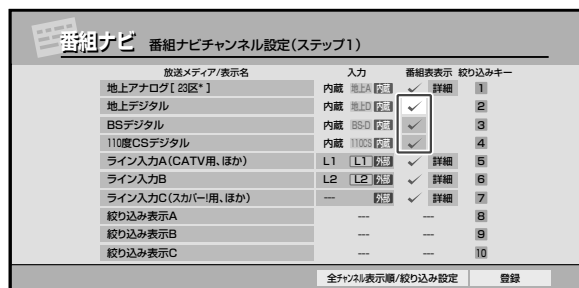 番組ナビ 番組ナビチャンネル設定(ステップ1)
放送メディア/表示名 入力 番組表表示 絞り込みキー
地上アナログ[ 23区* ] 内蔵 地上A 内蔵 ✓ 詳細 1
地上デジタル 内蔵 地上D 内蔵 ✓ 2
BSデジタル 内蔵 BS-D 内蔵 ✓ 3
110度CSデジタル 内蔵 110CS 内蔵 ✓ 4
ライン入力A(CATV用、ほか) L1 L1 外部 ✓ 詳細 5
ライン入力B L2 L2 外部 ✓ 詳細 6
ライン入力C(スカパー!用、ほか) --- 外部 ✓ 詳細 7
絞り込み表示A --- --- 8
絞り込み表示B --- --- 9
絞り込み表示C --- --- 10
全チャンネル表示順/絞り込み設定 登録